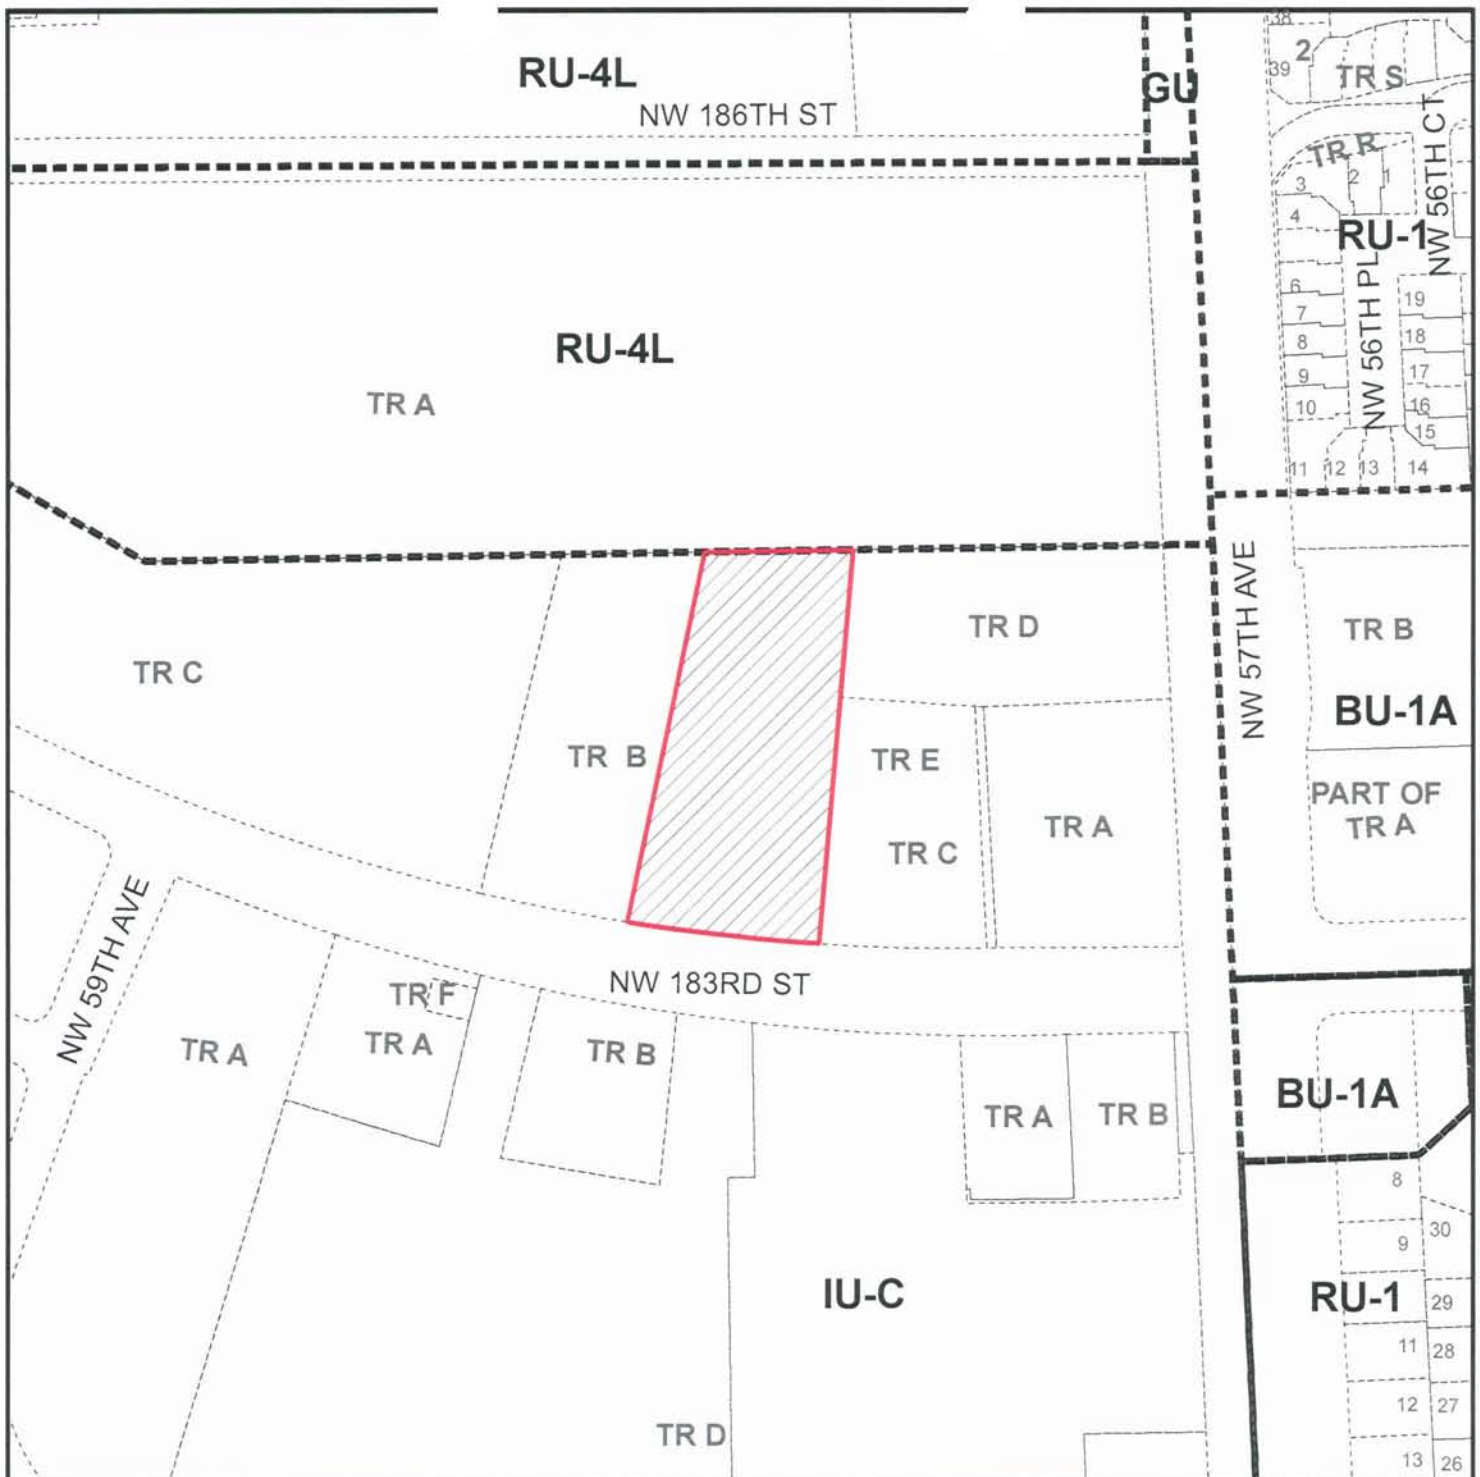 RU-4L
NW 186TH ST
GU
38
2
39
TR S
TR R
NW 56TH CT
3
2
1
4
RU-1
6
7
8
9
10
NW 56TH PL
19
18
17
16
15
11
12
13
14
RU-4L
TR A
NW 57TH AVE
TR C
TR B
TR D
TR E
TR C
TR A
TR B
BU-1A
PART OF
TR A
NW 59TH AVE
NW 183RD ST
TR F
TR A
TR A
TR B
TR A
TR B
BU-1A
IU-C
TR D
8
30
9
RU-1
29
11
28
12
27
13
26